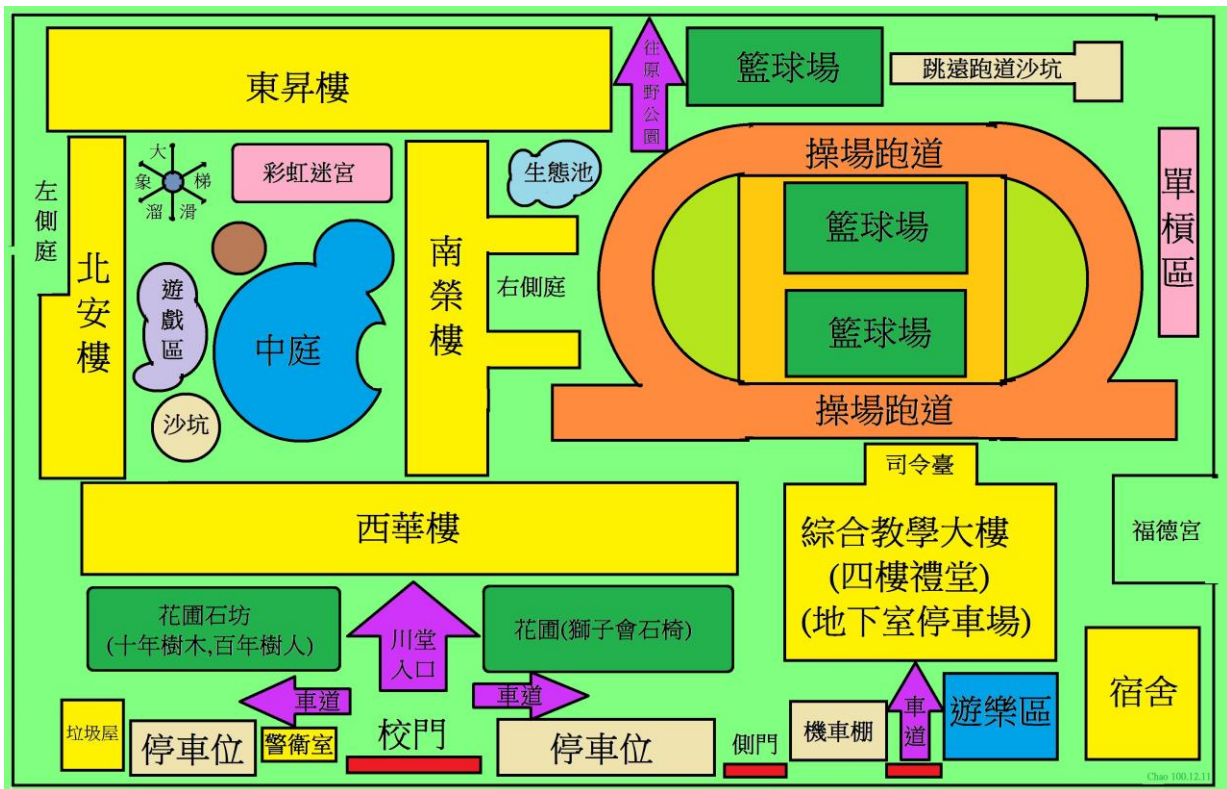 東昇樓
往原野公園
籃球場
跳遠跑道沙坑
左側庭
北安樓
大象梯溜滑
彩虹迷宮
南榮樓
生態池
操場跑道
單槓區
籃球場
遊戲區
中庭
右側庭
籃球場
沙坑
操場跑道
司令臺
西華樓
綜合教學大樓
(四樓禮堂)
(地下室停車場)
福德宮
花圃石坊
(十年樹木,百年樹人)
川堂
入口
花圃(獅子會石椅)
車道
車道
車道
遊樂區
宿舍
垃圾屋
停車位
警衛室
校門
停車位
側門
機車棚
Chao 100.12.11